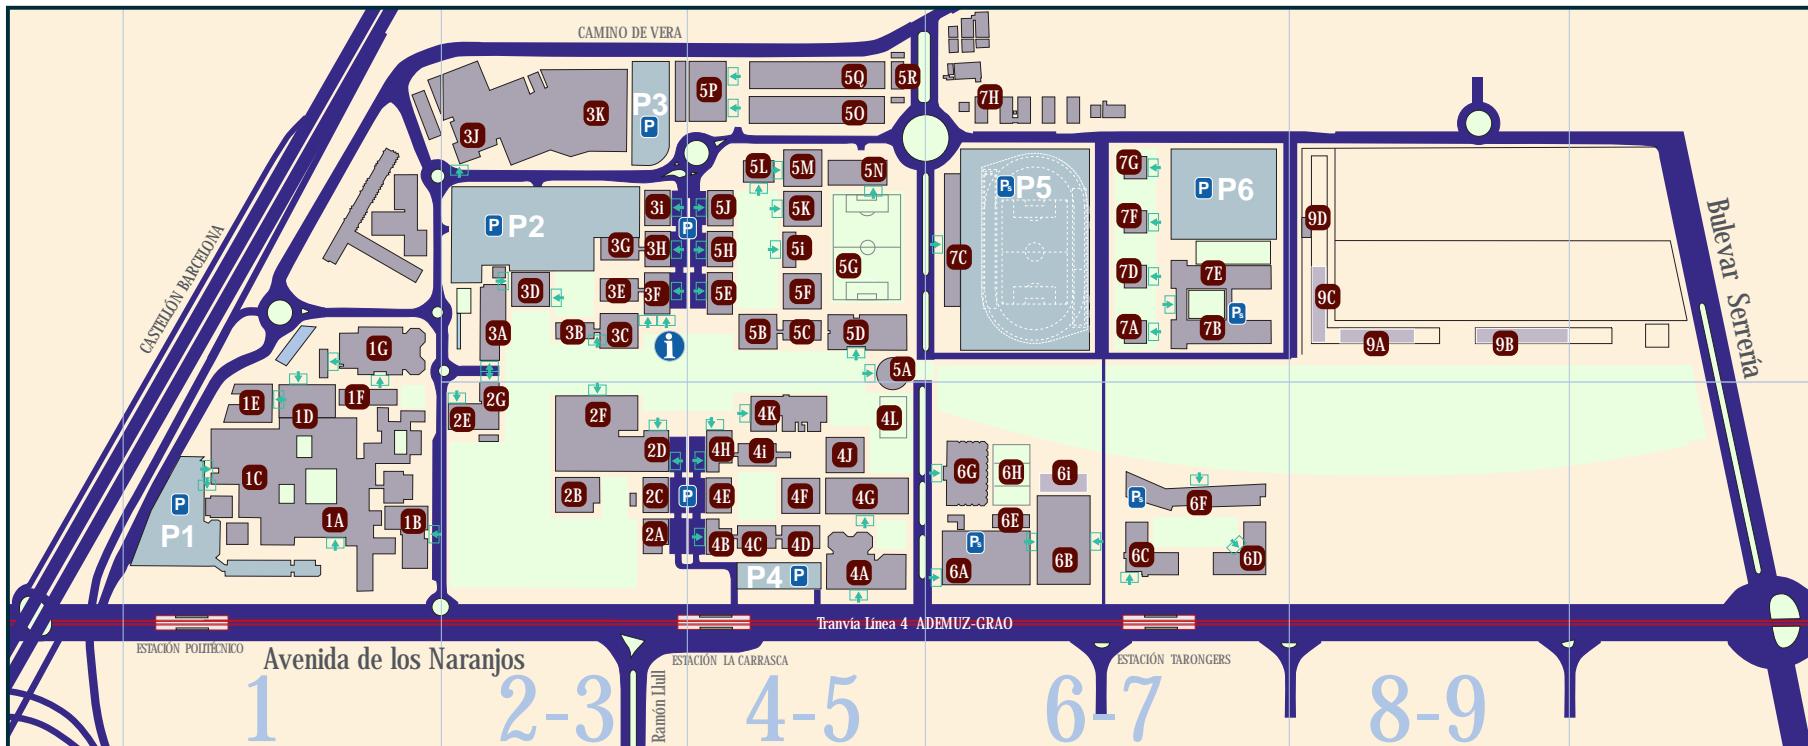 CAMINO DE VERA
5Q
5R
5P
P3
P
3K
5O
7H
3J
5L
5M
5N
7G
P5
Ps
P6
P
P2
P
3i
5J
5K
7F
9D
P
3G
3H
5H
5i
5G
7C
7D
7E
3D
3E
3F
5E
5F
9C
Ps
3A
3B
3C
i
5B
5C
5D
7A
7B
9A
9B
CASTELLÓN BARCELONA
Bulevar Serrería
1G
5A
1E
1D
1F
2G
2E
2F
4K
4L
2D
4H
4i
4J
6G
6H
6i
1C
P
P1
2B
2C
P
4E
4F
4G
Ps
6F
1A
1B
2A
4B
4C
4D
6E
Ps
6A
6B
6C
6D
P4
P
4A
Tranvía Línea 4 ADEMUZ-GRAO
ESTACIÓN POLITÉCNICO
Avenida de los Naranjos
ESTACIÓN LA CARRASCA
ESTACIÓN TARONGERS
Ramón Llull
1
2-3
4-5
6-7
8-9